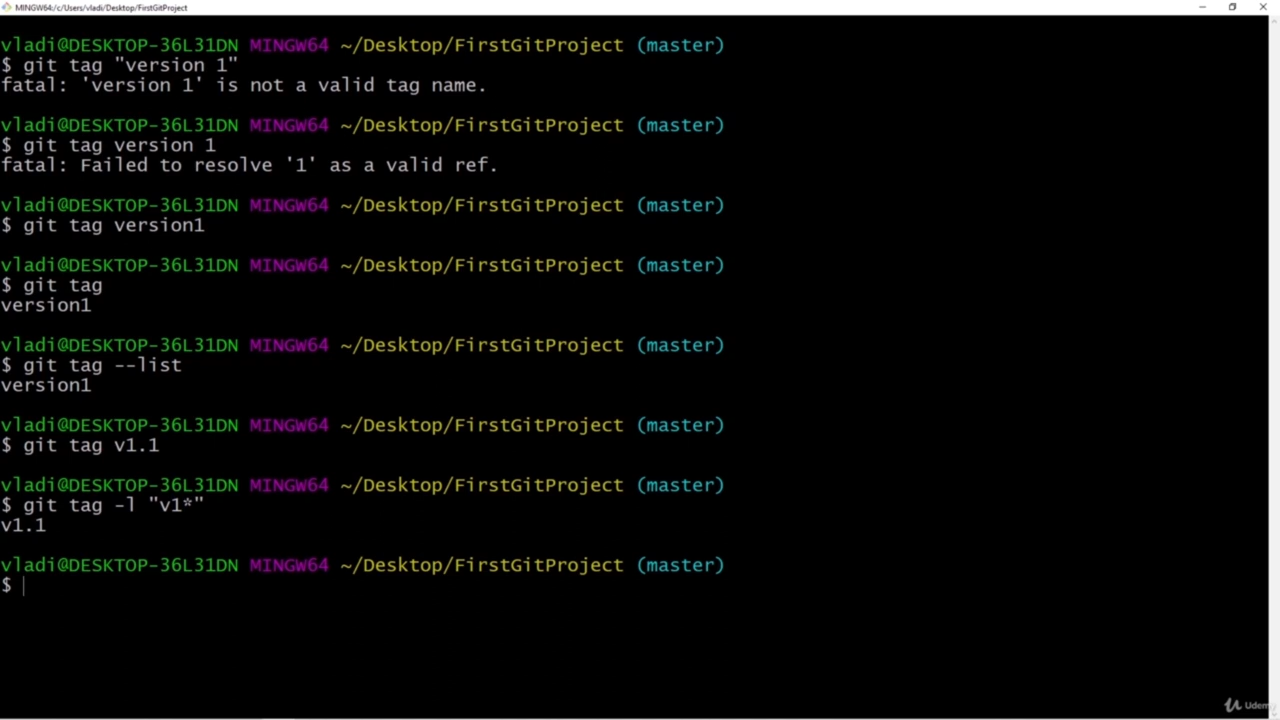 MINGW64:/c/Users/vladi/Desktop/FirstGitProject
vladi@DESKTOP-36L31DN MINGW64 ~/Desktop/FirstGitProject (master)
$ git tag "version 1"
fatal: 'version 1' is not a valid tag name.
vladi@DESKTOP-36L31DN MINGW64 ~/Desktop/FirstGitProject (master)
$ git tag version 1
fatal: Failed to resolve '1' as a valid ref.
vladi@DESKTOP-36L31DN MINGW64 ~/Desktop/FirstGitProject (master)
$ git tag version1
vladi@DESKTOP-36L31DN MINGW64 ~/Desktop/FirstGitProject (master)
$ git tag
version1
vladi@DESKTOP-36L31DN MINGW64 ~/Desktop/FirstGitProject (master)
$ git tag --list
version1
vladi@DESKTOP-36L31DN MINGW64 ~/Desktop/FirstGitProject (master)
$ git tag v1.1
vladi@DESKTOP-36L31DN MINGW64 ~/Desktop/FirstGitProject (master)
$ git tag -l "v1*"
v1.1
vladi@DESKTOP-36L31DN MINGW64 ~/Desktop/FirstGitProject (master)
$
Udemy